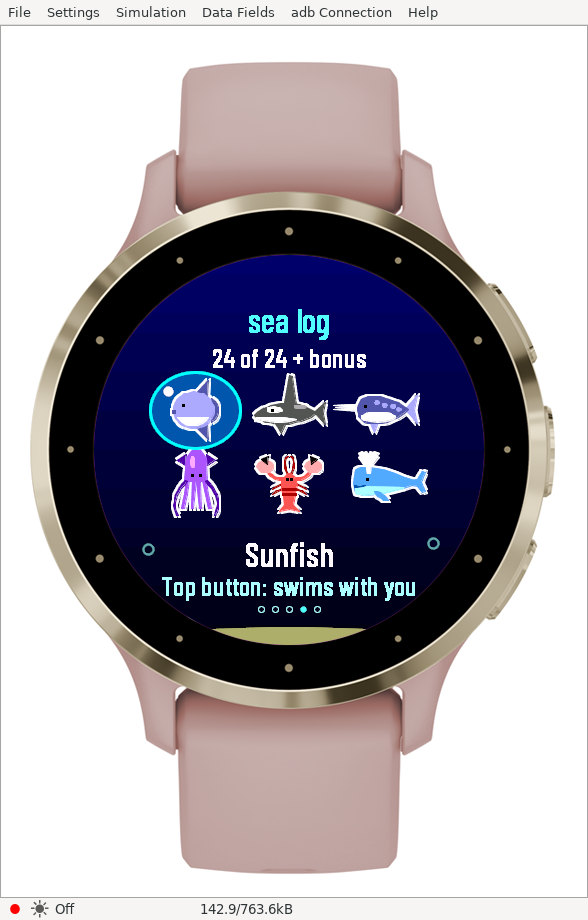 File Settings Simulation Data Fields adb Connection Help
sea log
24 of 24 + bonus
Sunfish
Top button: swims with you
Off 142.9/763.6kB